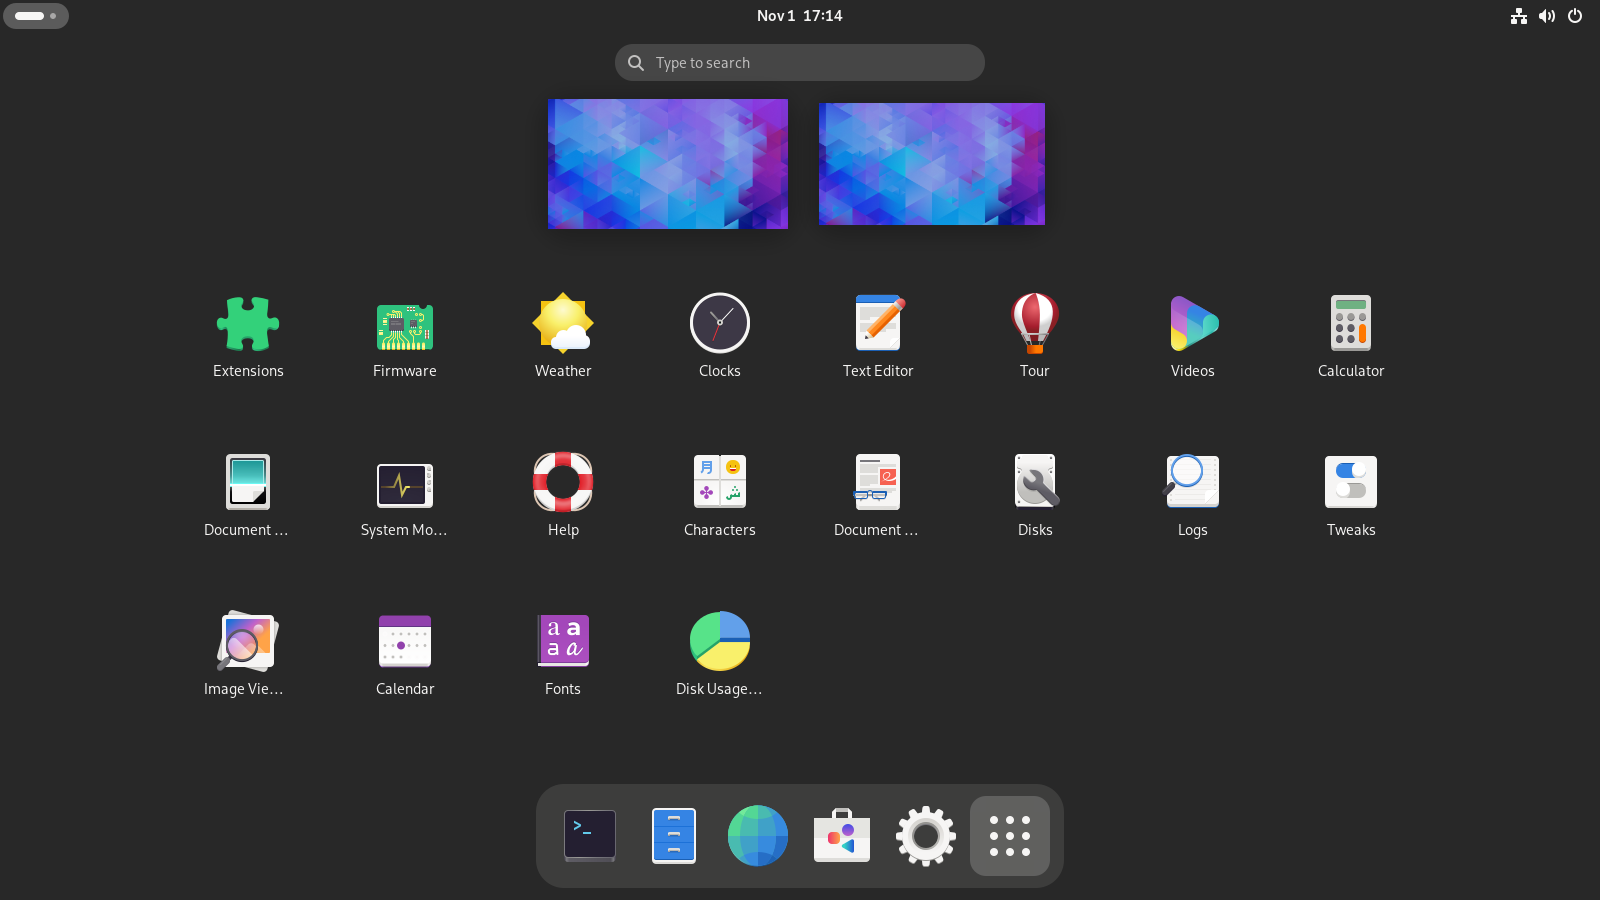 Nov 1 17:14
Type to search
Extensions
Firmware
Weather
Clocks
Text Editor
Tour
Videos
Calculator
Document ...
System Mo...
Help
Characters
Document ...
Disks
Logs
Tweaks
Image Vie...
Calendar
Fonts
Disk Usage...